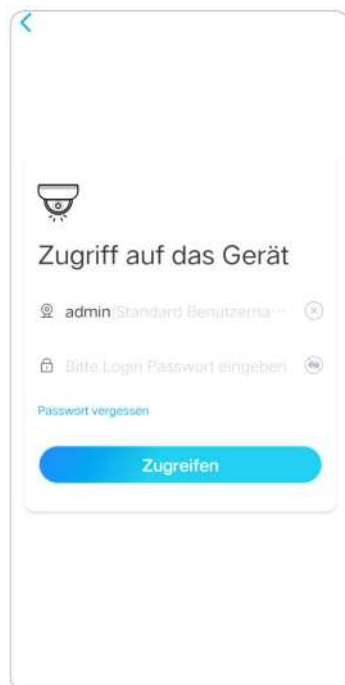 Zugriff auf das Gerät
admin(Standard Benutzerna···
Bitte Login Passwort eingeben
Passwort vergessen
Zugreifen